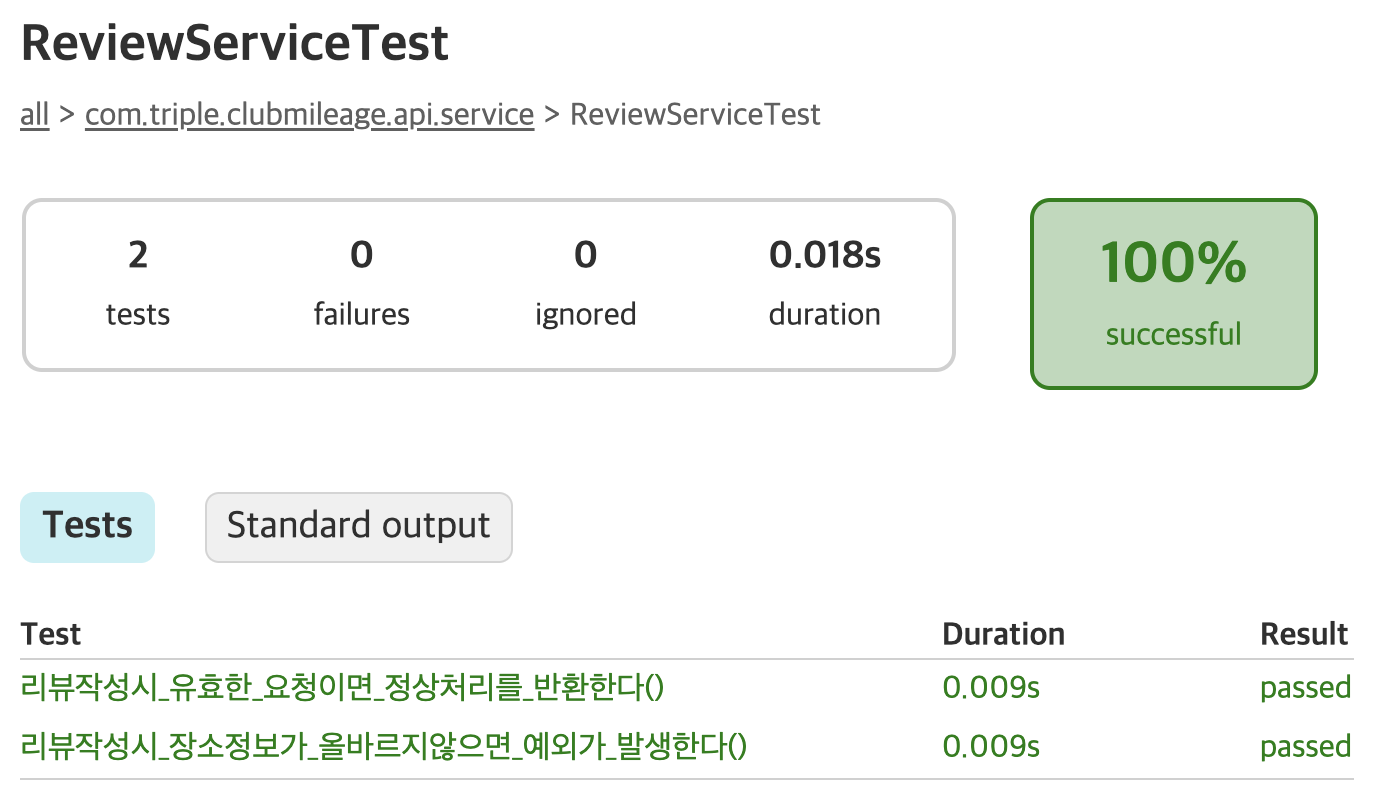 ReviewServiceTest
all > com.triple.clubmileage.api.service > ReviewServiceTest
2 0 0 0.018s
tests failures ignored duration
100%
successful
Tests Standard output
Test Duration Result
리뷰작성시_유효한_요청이면_정상처리를_반환한다() 0.009s passed
리뷰작성시_장소정보가_올바르지않으면_예외가_발생한다() 0.009s passed